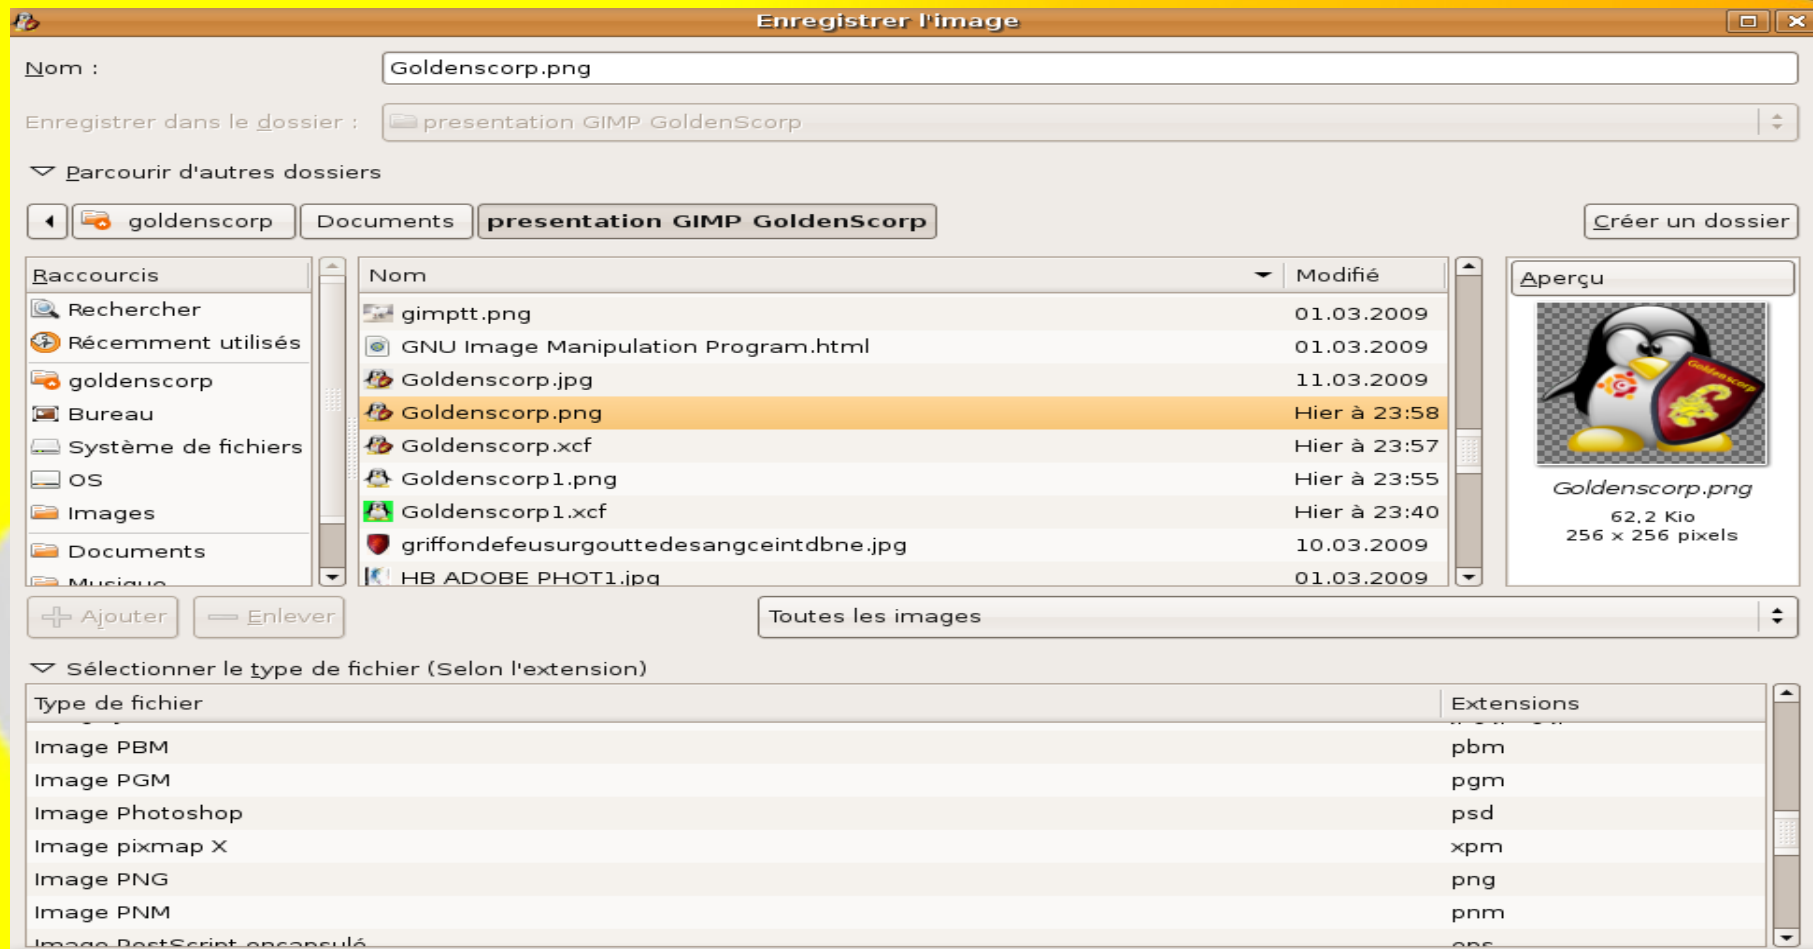 Enregistrer l'image
Nom :
Goldenscorp.png
Enregistrer dans le dossier :
presentation GIMP GoldenScorp
Parcourir d'autres dossiers
goldenscorp
Documents
presentation GIMP GoldenScorp
Créer un dossier
Raccourcis
Rechercher
Récemment utilisés
goldenscorp
Bureau
Système de fichiers
OS
Images
Documents
Musique
Nom Modifié
gimptt.png 01.03.2009
GNU Image Manipulation Program.html 01.03.2009
Goldenscorp.jpg 11.03.2009
Goldenscorp.png Hier à 23:58
Goldenscorp.xcf Hier à 23:57
Goldenscorp1.png Hier à 23:55
Goldenscorp1.xcf Hier à 23:40
griffondefeusurgouttedesangceintdbne.jpg 10.03.2009
HB ADOBE PHOT1.jpg 01.03.2009
Aperçu
Goldenscorp
Goldenscorp.png
62,2 Kio
256 x 256 pixels
Ajouter
Enlever
Toutes les images
Sélectionner le type de fichier (Selon l'extension)
Type de fichier Extensions
Image PBM pbm
Image PGM pgm
Image Photoshop psd
Image pixmap X xpm
Image PNG png
Image PNM pnm
Image PostScript encapsulé eps